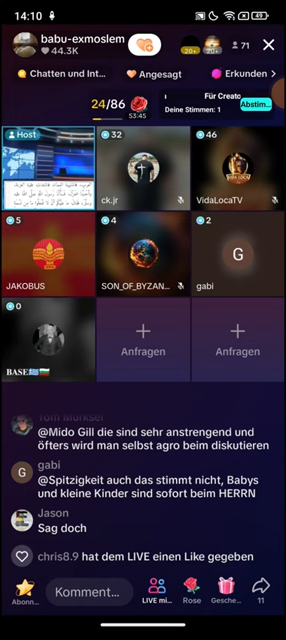 14:10
49
babu-exmoslem
44.3K
20+
20+
71
Chatten und Int...
Angesagt
Erkunden
24/86
53:45
Für Creato
Deine Stimmen: 1
Abstim...
Host
32
ck.jr
46
VidaLocaTV
5
JAKOBUS
4
SON_OF_BYZAN...
2
G
gabi
0
BASE
Anfragen
Anfragen
Tom Murksel
@Mido Gill die sind sehr anstrengend und
öfters wird man selbst agro beim diskutieren
G
gabi
@Spitzigkeit auch das stimmt nicht, Babys
und kleine Kinder sind sofort beim HERRN
Jason
Sag doch
chris8.9 hat dem LIVE einen Like gegeben
Abonn...
Komment...
LIVE mi...
Rose
Gesche...
11